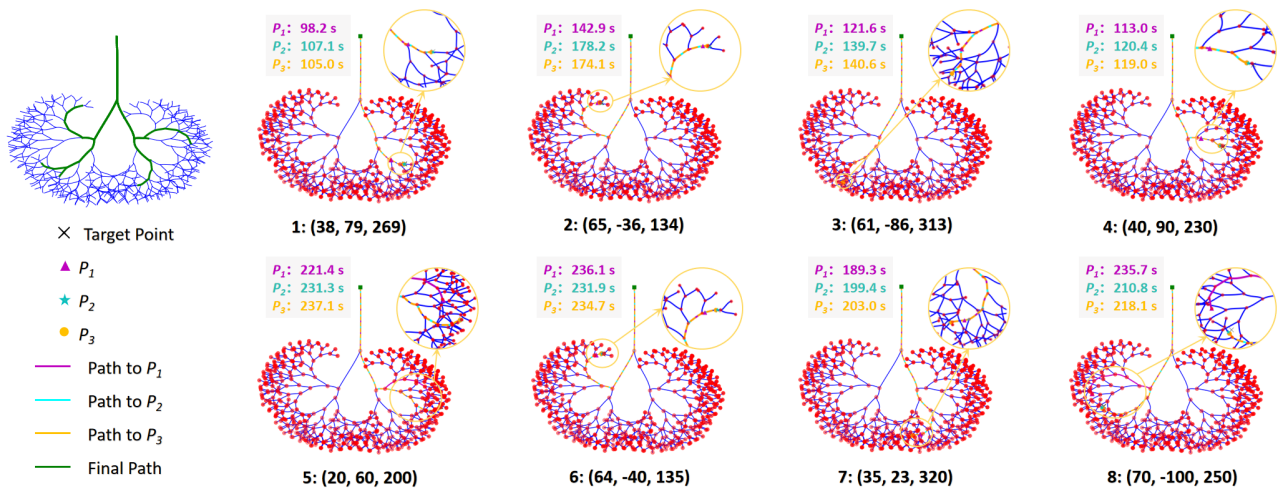 P1: 98.2 s
P2: 107.1 s
P3: 105.0 s
1: (38, 79, 269)
P1: 142.9 s
P2: 178.2 s
P3: 174.1 s
2: (65, -36, 134)
P1: 121.6 s
P2: 139.7 s
P3: 140.6 s
3: (61, -86, 313)
P1: 113.0 s
P2: 120.4 s
P3: 119.0 s
4: (40, 90, 230)
Target Point
P1
P2
P3
Path to P1
Path to P2
Path to P3
Final Path
P1: 221.4 s
P2: 231.3 s
P3: 237.1 s
5: (20, 60, 200)
P1: 236.1 s
P2: 231.9 s
P3: 234.7 s
6: (64, -40, 135)
P1: 189.3 s
P2: 199.4 s
P3: 203.0 s
7: (35, 23, 320)
P1: 235.7 s
P2: 210.8 s
P3: 218.1 s
8: (70, -100, 250)